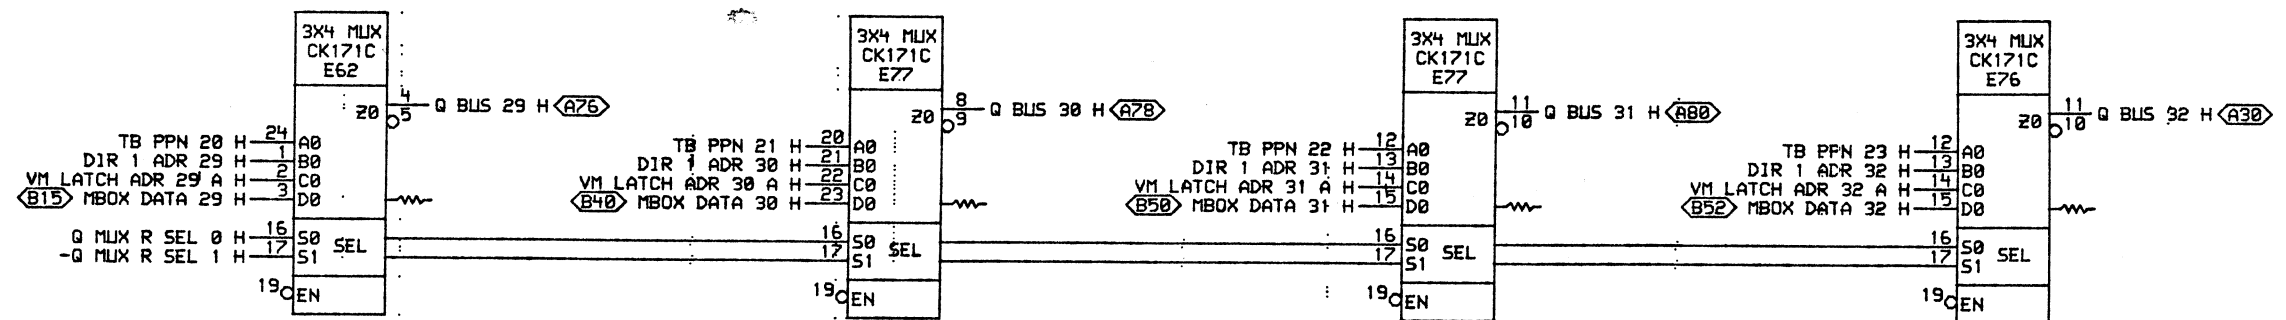 3X4 MUX
CK171C
E62
4 Q BUS 29 H A76
Z0 5
TB PPN 20 H 24 A0
DIR 1 ADR 29 H 1 B0
VM LATCH ADR 29 A H 2 C0
B15 MBOX DATA 29 H 3 D0
Q MUX R SEL 0 H 16 S0 SEL
-Q MUX R SEL 1 H 17 S1
19 EN
3X4 MUX
CK171C
E77
8 Q BUS 30 H A78
Z0 9
TB PPN 21 H 20 A0
DIR 1 ADR 30 H 21 B0
VM LATCH ADR 30 A H 22 C0
B40 MBOX DATA 30 H 23 D0
16 S0 SEL
17 S1
19 EN
3X4 MUX
CK171C
E77
11 Q BUS 31 H A80
Z0 10
TB PPN 22 H 12 A0
DIR 1 ADR 31 H 13 B0
VM LATCH ADR 31 A H 14 C0
B50 MBOX DATA 31 H 15 D0
16 S0 SEL
17 S1
19 EN
3X4 MUX
CK171C
E76
11 Q BUS 32 H A30
Z0 10
TB PPN 23 H 12 A0
DIR 1 ADR 32 H 13 B0
VM LATCH ADR 32 A H 14 C0
B52 MBOX DATA 32 H 15 D0
16 S0 SEL
17 S1
19 EN